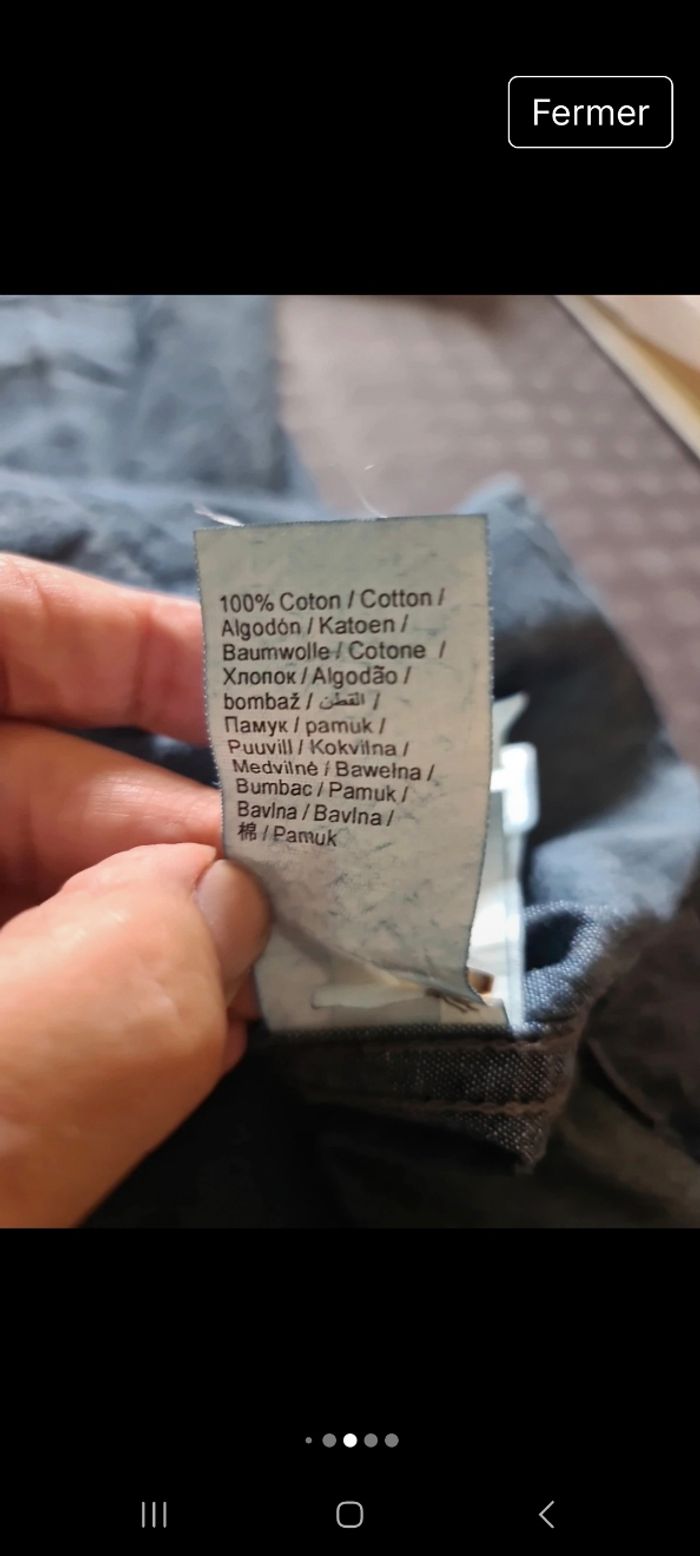 Fermer
100% Coton / Cotton /
Algodón / Katoen /
Baumwolle / Cotone /
Хлопок / Algodão /
bombaž / القطن /
Памук / pamuk /
Puuvill / Kokvilna /
Medvilnė / Bawełna /
Bumbac / Pamuk /
Bavlna / Bavlna /
棉 / Pamuk